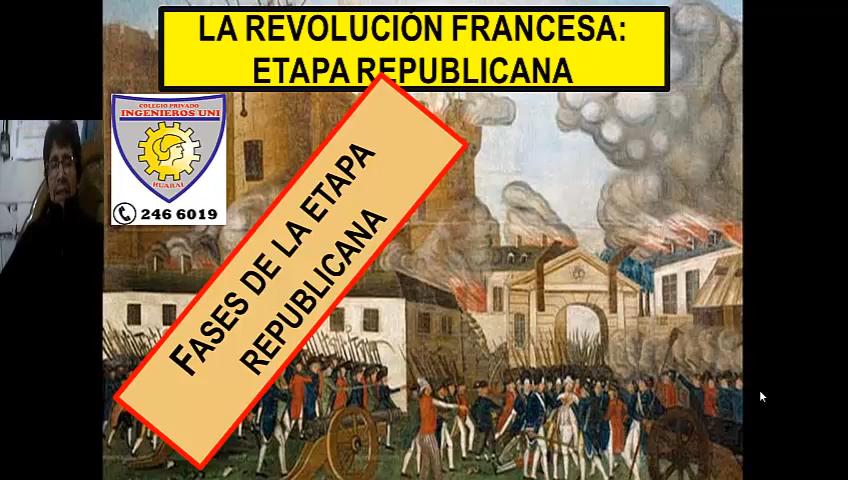 LA REVOLUCIÓN FRANCESA:
ETAPA REPUBLICANA
COLEGIO PRIVADO
INGENIEROS UNI
HUARAL
246 6019
FASES DE LA ETAPA
REPUBLICANA